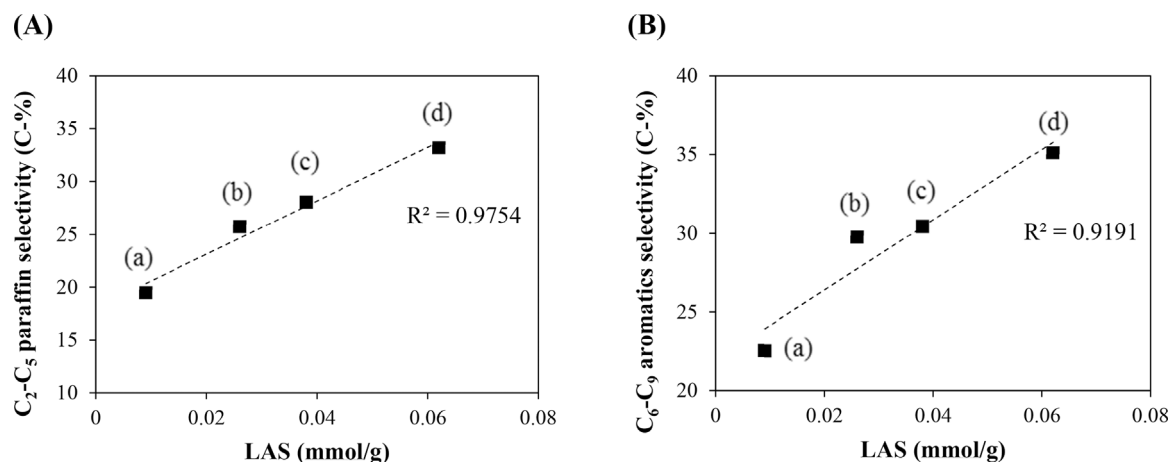 (A)
C₂-C₅ paraffin selectivity (C-%)
40
35
30
25
20
15
10
(a)
(b)
(c)
(d)
R² = 0.9754
0 0.02 0.04 0.06 0.08
LAS (mmol/g)
(B)
C₆-C₉ aromatics selectivity (C-%)
40
35
30
25
20
(a)
(b)
(c)
(d)
R² = 0.9191
0 0.02 0.04 0.06 0.08
LAS (mmol/g)